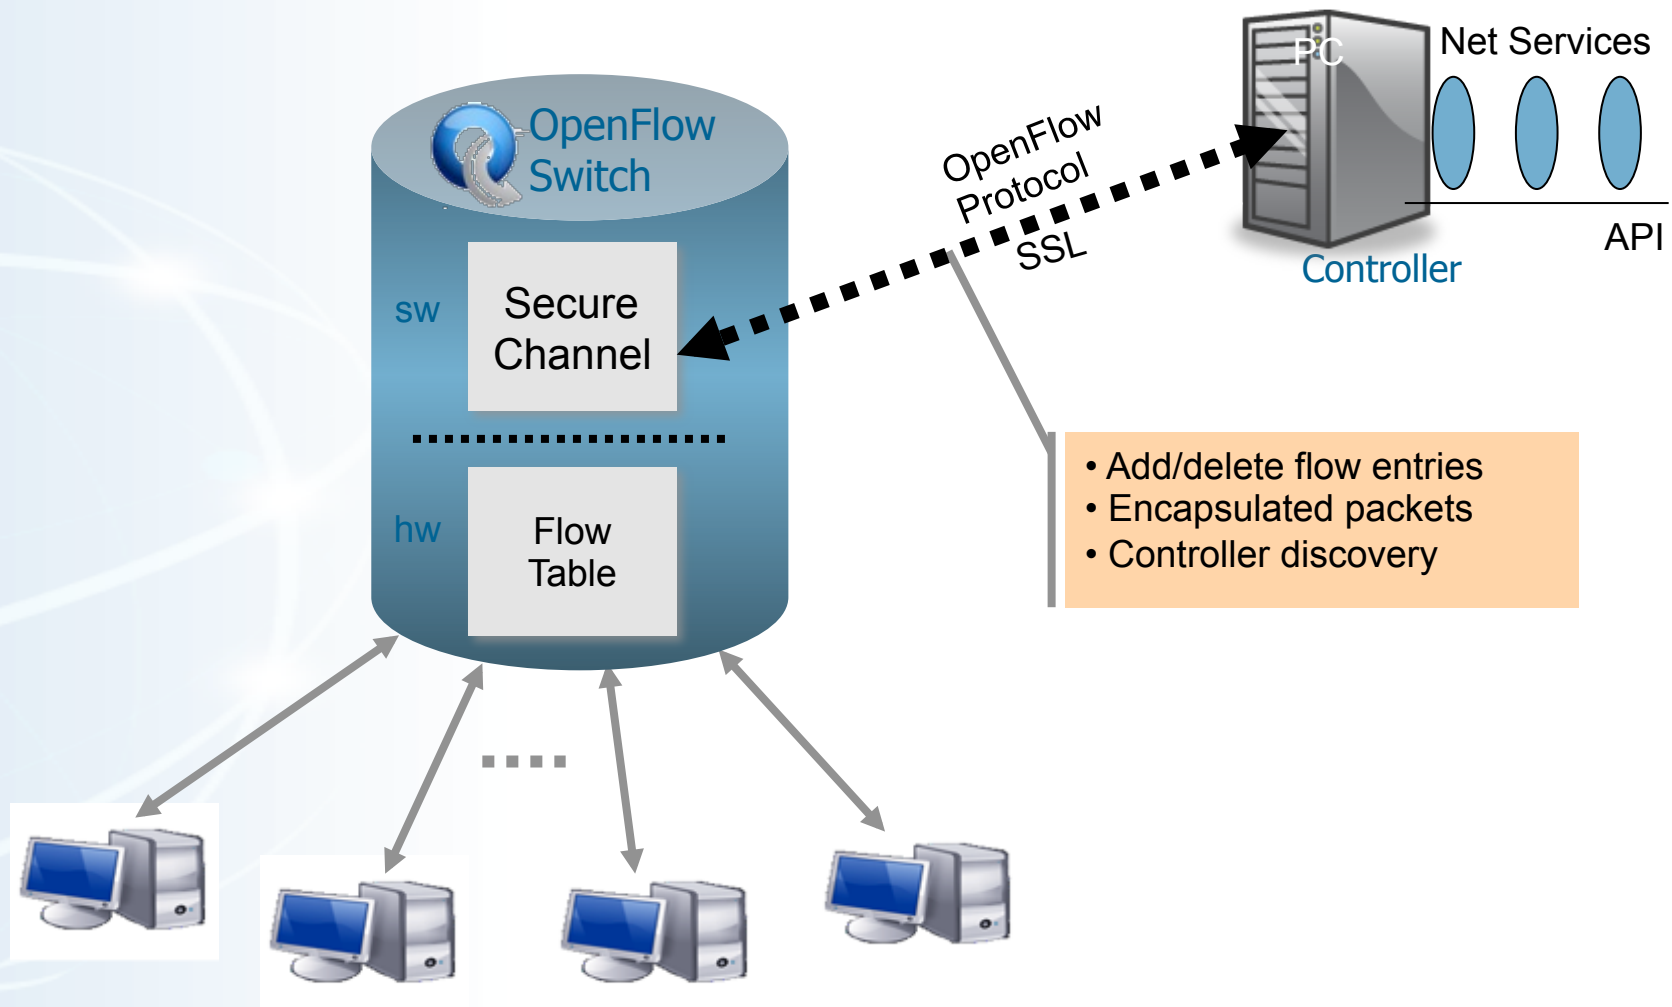 OpenFlow
Switch
sw
Secure
Channel
hw
Flow
Table
OpenFlow
Protocol
SSL
PC
Net Services
API
Controller
• Add/delete flow entries
• Encapsulated packets
• Controller discovery